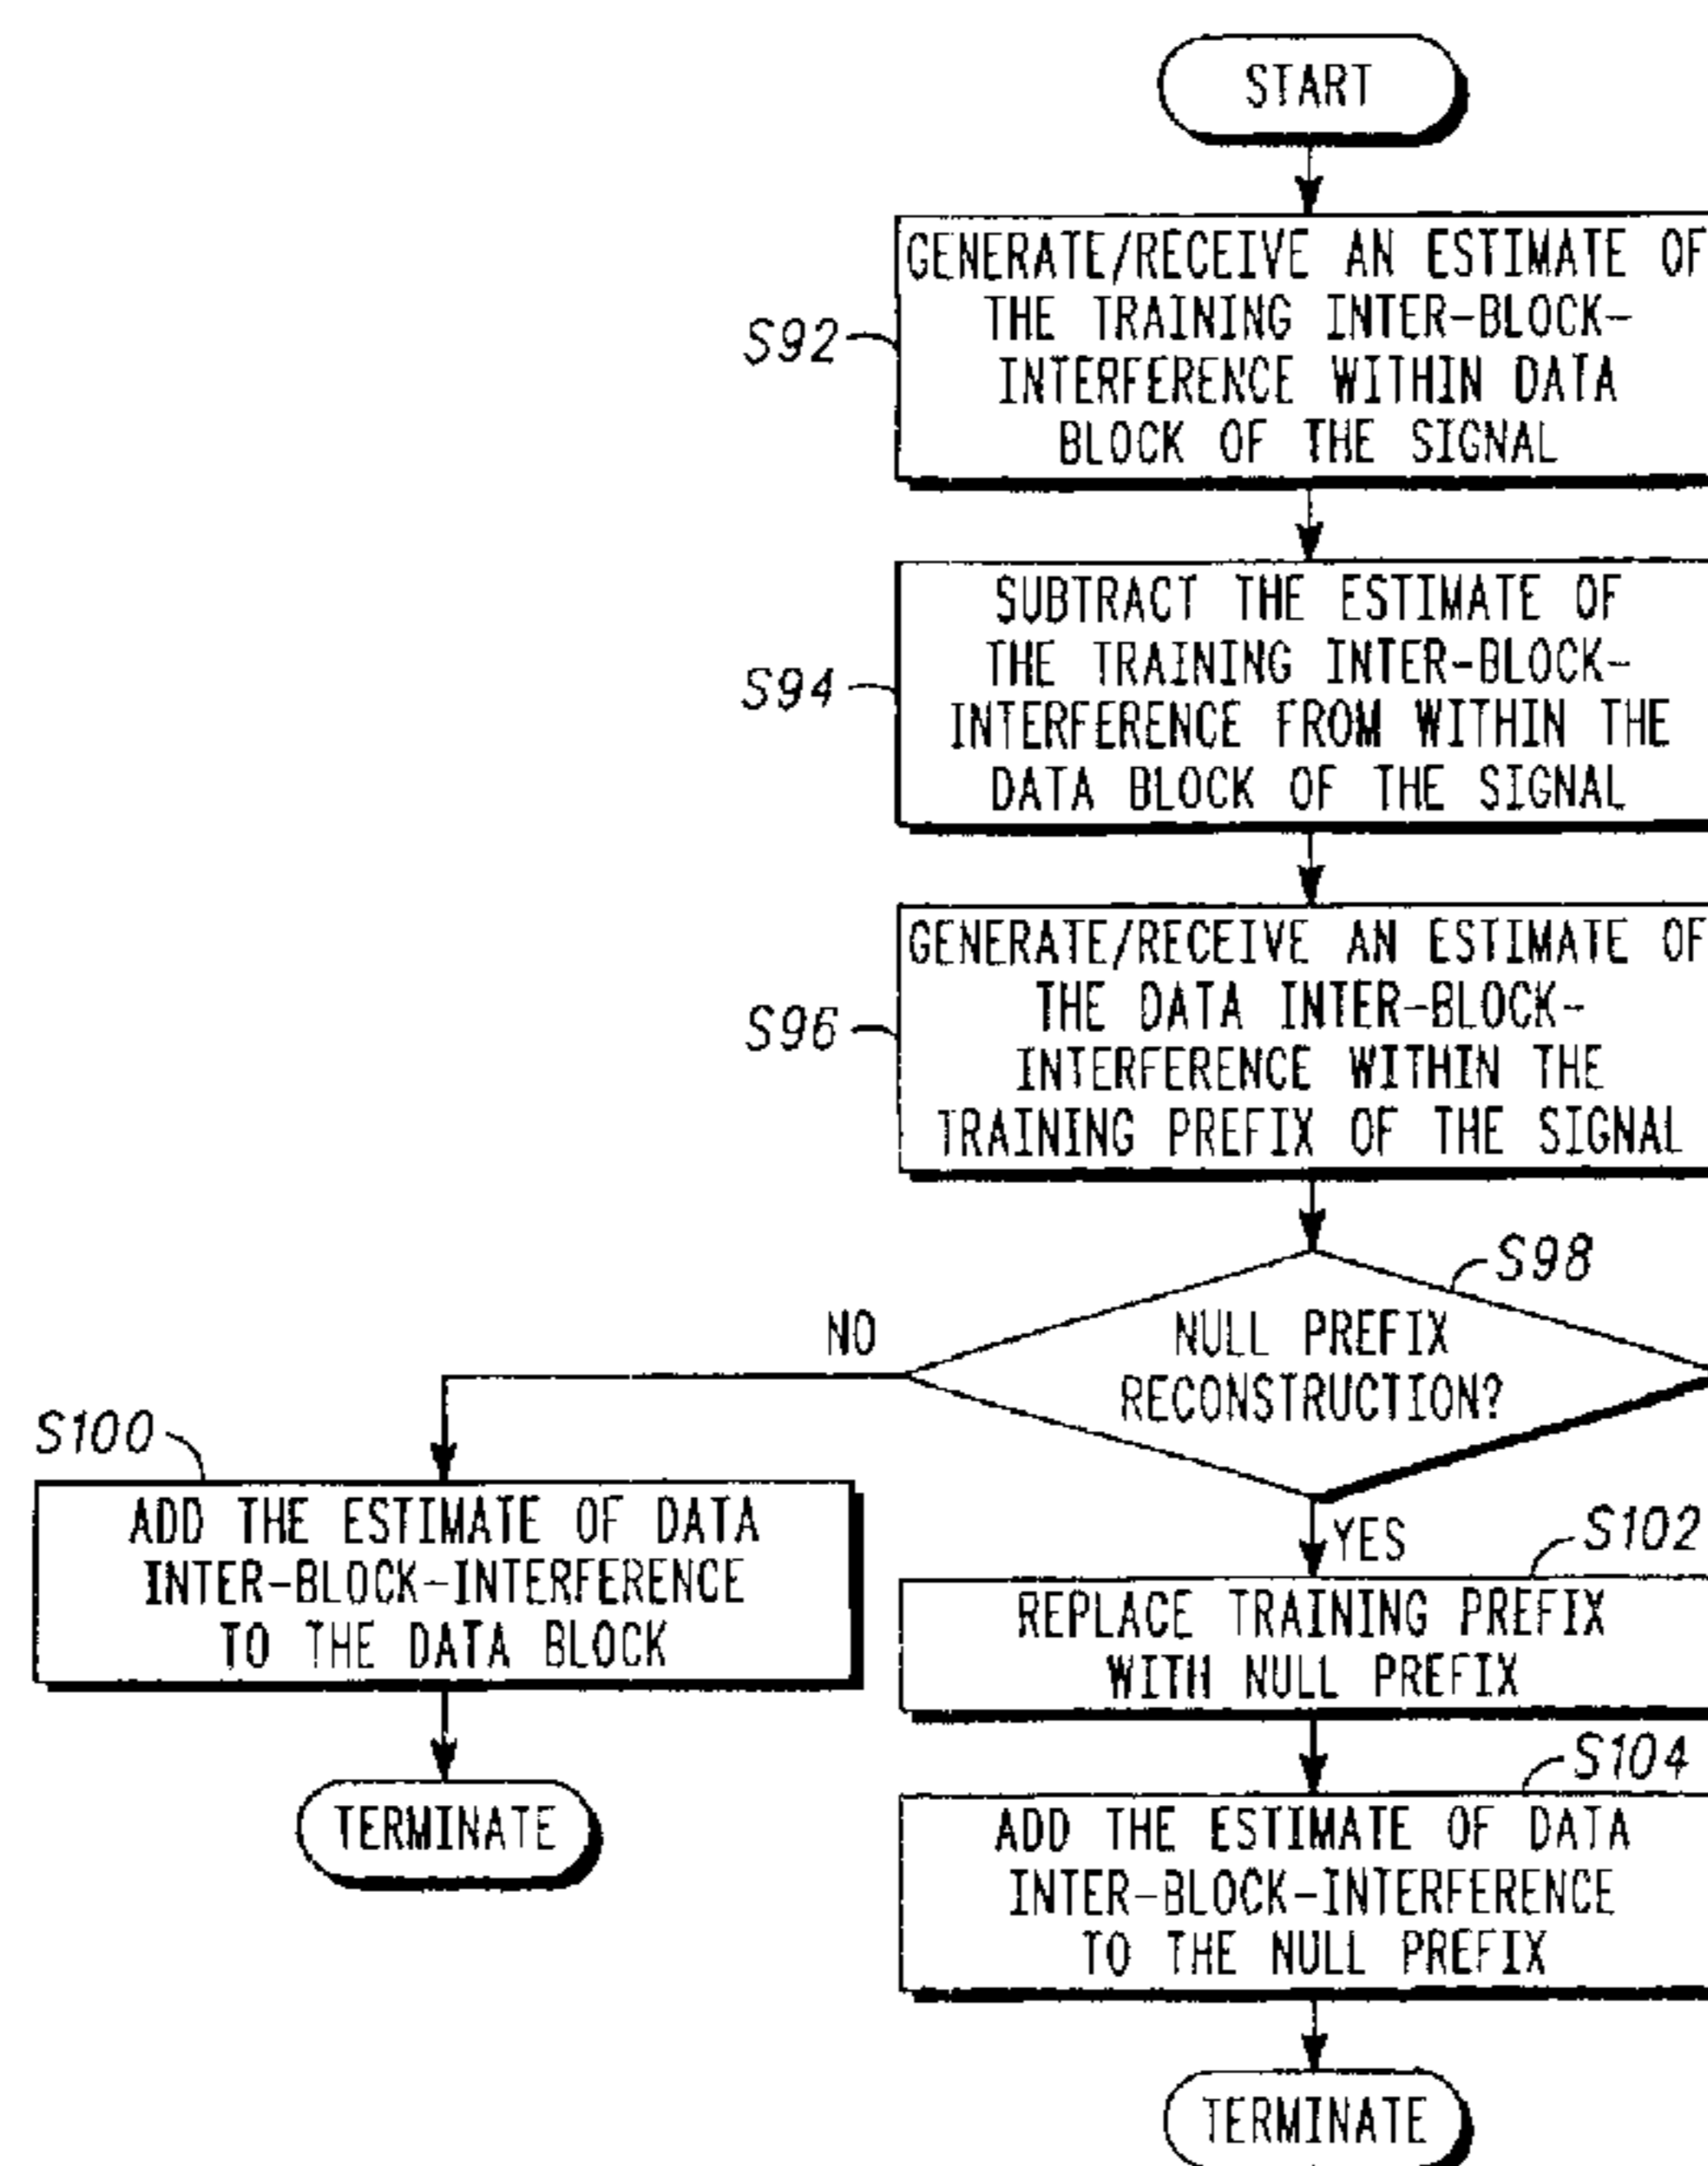 START
GENERATE/RECEIVE AN ESTIMATE OF
THE TRAINING INTER-BLOCK-
INTERFERENCE WITHIN DATA
BLOCK OF THE SIGNAL
S92
SUBTRACT THE ESTIMATE OF
THE TRAINING INTER-BLOCK-
INTERFERENCE FROM WITHIN THE
DATA BLOCK OF THE SIGNAL
S94
GENERATE/RECEIVE AN ESTIMATE OF
THE DATA INTER-BLOCK-
INTERFERENCE WITHIN THE
TRAINING PREFIX OF THE SIGNAL
S96
S98
NULL PREFIX
RECONSTRUCTION?
NO
S100
ADD THE ESTIMATE OF DATA
INTER-BLOCK-INTERFERENCE
TO THE DATA BLOCK
TERMINATE
YES
S102
REPLACE TRAINING PREFIX
WITH NULL PREFIX
S104
ADD THE ESTIMATE OF DATA
INTER-BLOCK-INTERFERENCE
TO THE NULL PREFIX
TERMINATE